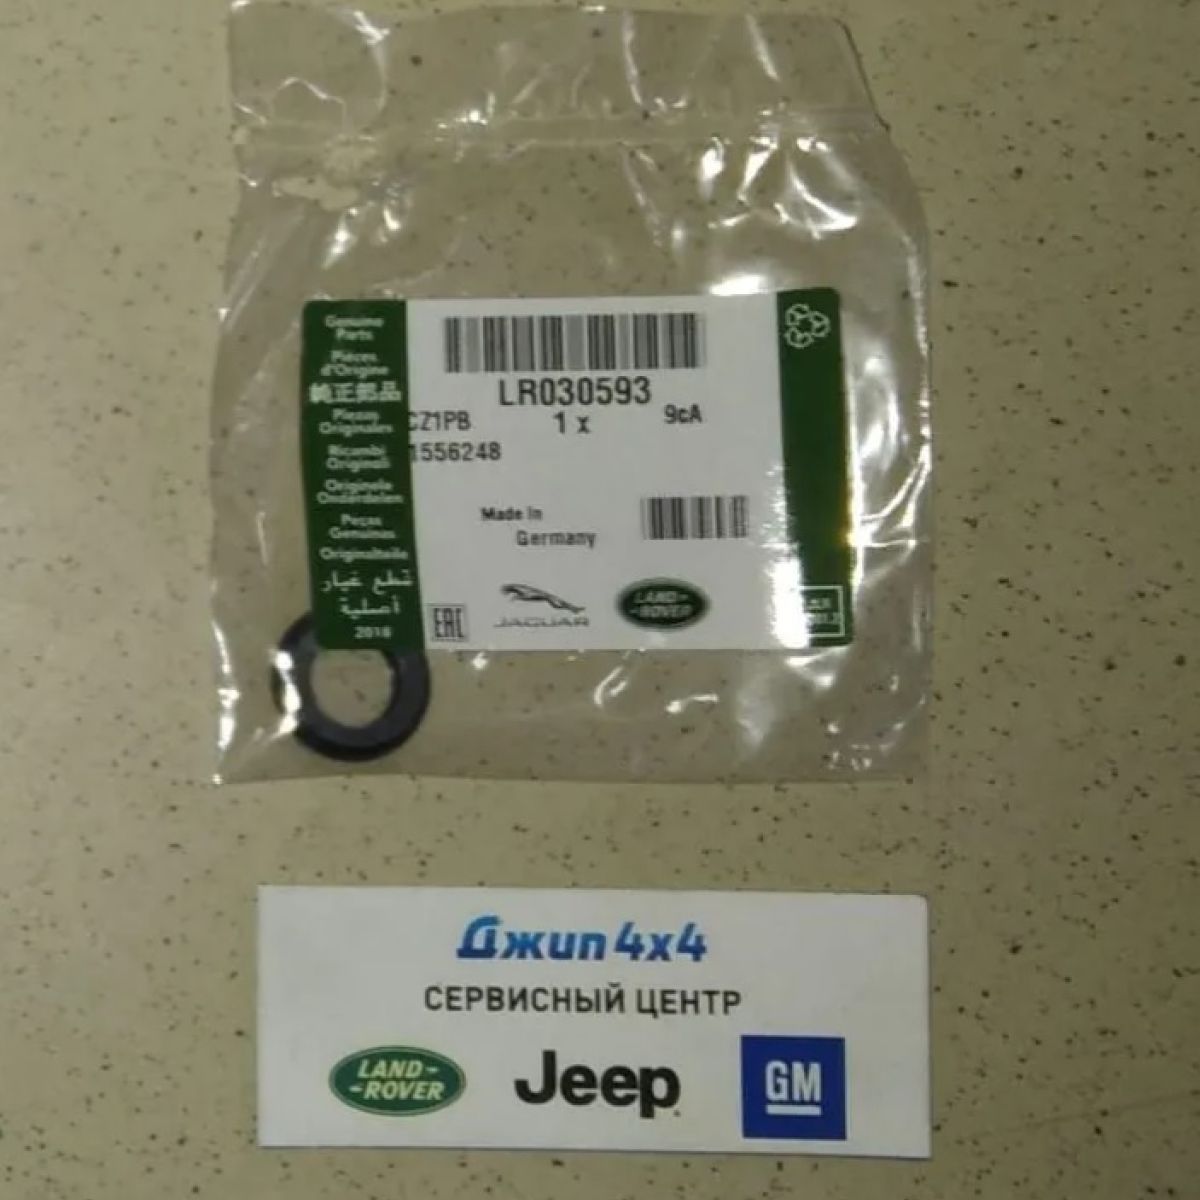 Genuine
Parts
Pièces
d'Origine
純正部品
Piezas
Originales
Ricambi
Originali
Originele
Onderdelen
Peças
Genuínas
Originalteile
قطع غيار
أصلية
2016
LR030593
CZ1PB
1 x
9cA
1556248
Made In
Germany
EAC
JAGUAR
LAND-
-ROVER
Джип 4x4
СЕРВИСНЫЙ ЦЕНТР
LAND-
-ROVER
Jeep
GM